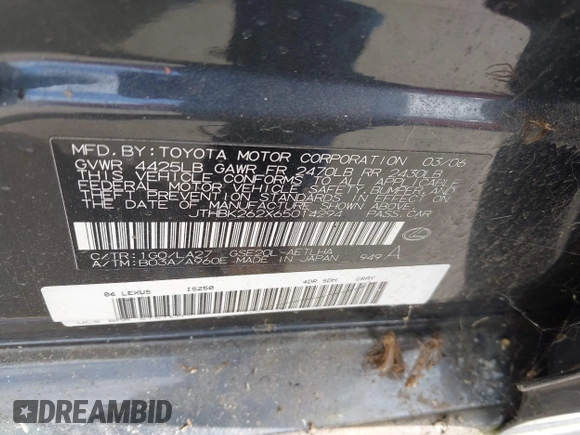 MFD. BY: TOYOTA MOTOR CORPORATION 03/06
GVWR 4425LB GAWR FR 2470LB RR 2430LB
THIS VEHICLE CONFORMS TO ALL APPLICABLE
FEDERAL MOTOR VEHICLE SAFETY, BUMPER, AND
THEFT PREVENTION STANDARDS IN EFFECT ON
THE DATE OF MANUFACTURE SHOWN ABOVE.
JTHBK262X65014294 PASS. CAR
C/TR: 1G0/LA27 GSE20L-AETLHA
A/TM: B03A/A960E MADE IN JAPAN 949 A
06 LEXUS IS250 4DR SDN GRAY
DREAMBID